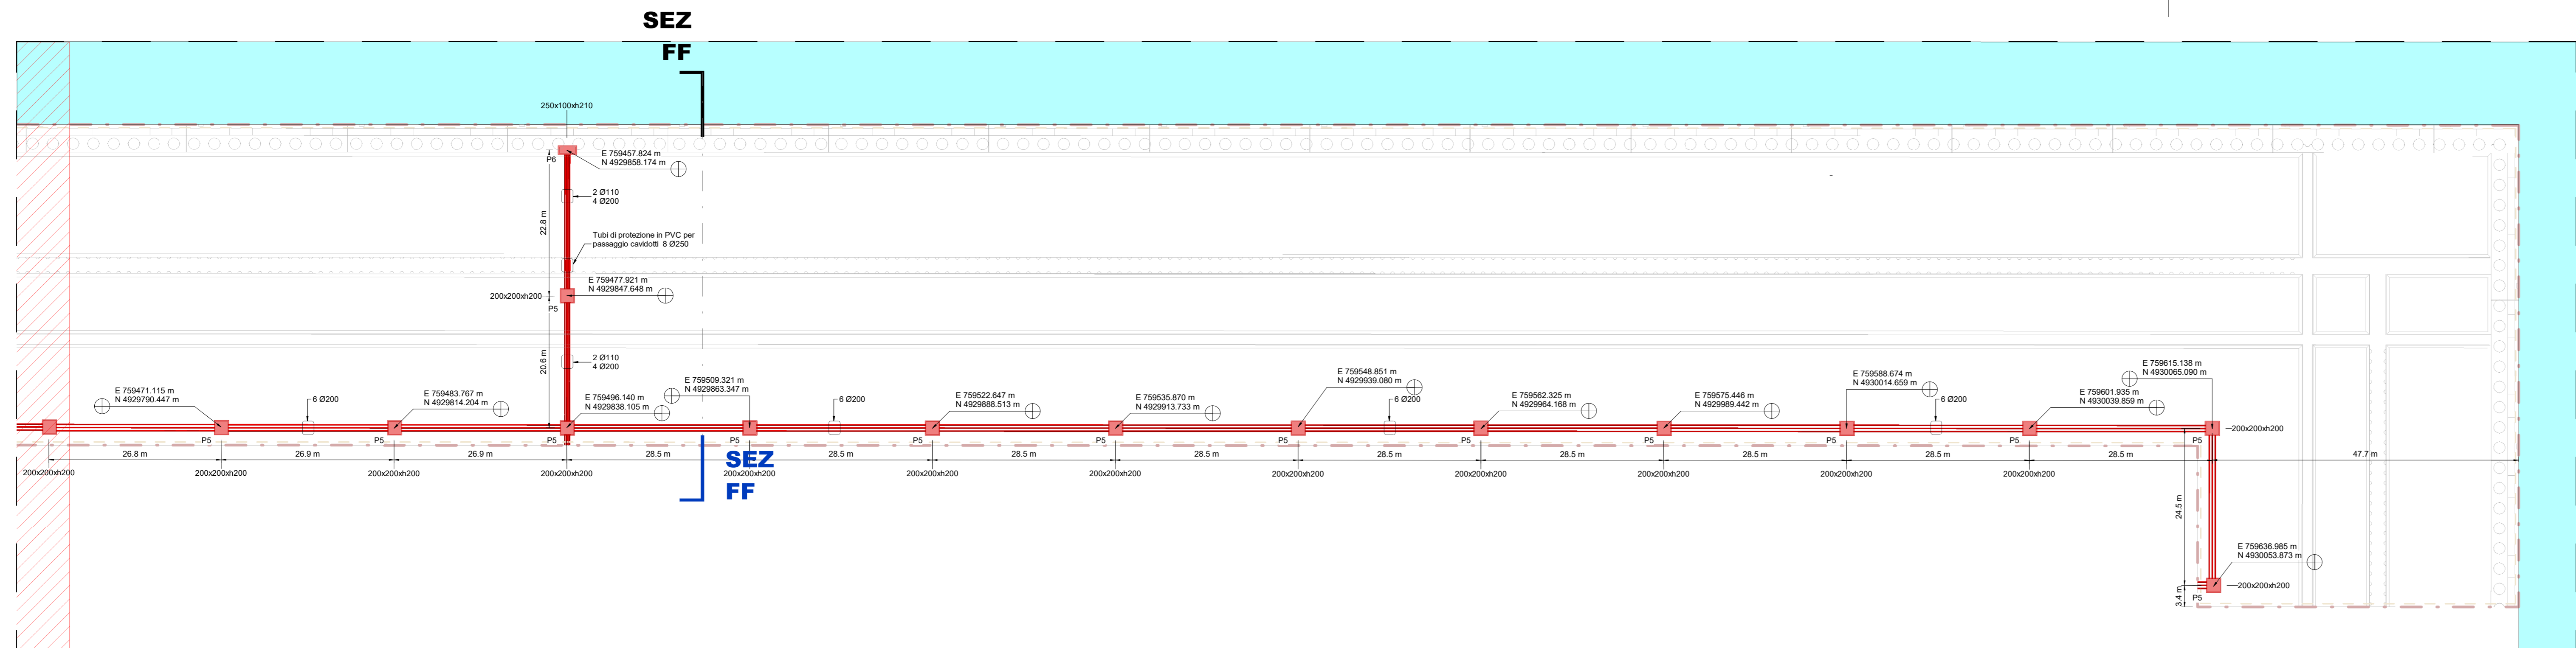 SEZ
FF
250x100xh210
P6
E 759457.824 m
N 4929858.174 m
2 Ø110
4 Ø200
22.8 m
Tubi di protezione in PVC per
passaggio cavidotti  8 Ø250
E 759477.921 m
N 4929847.648 m
200x200xh200
P5
20.6 m
2 Ø110
4 Ø200
E 759471.115 m
N 4929790.447 m
6 Ø200
E 759483.767 m
N 4929814.204 m
E 759496.140 m
N 4929838.105 m
E 759509.321 m
N 4929863.347 m
6 Ø200
E 759522.647 m
N 4929888.513 m
E 759535.870 m
N 4929913.733 m
E 759548.851 m
N 4929939.080 m
6 Ø200
E 759562.325 m
N 4929964.168 m
E 759575.446 m
N 4929989.442 m
E 759588.674 m
N 4930014.659 m
6 Ø200
E 759601.935 m
N 4930039.859 m
E 759615.138 m
N 4930065.090 m
200x200xh200
P5
P5
P5
P5
P5
P5
P5
P5
P5
P5
P5
P5
26.8 m
26.9 m
26.9 m
28.5 m
28.5 m
28.5 m
28.5 m
28.5 m
28.5 m
28.5 m
28.5 m
28.5 m
47.7 m
SEZ
FF
200x200xh200
200x200xh200
200x200xh200
200x200xh200
200x200xh200
200x200xh200
200x200xh200
200x200xh200
200x200xh200
200x200xh200
200x200xh200
200x200xh200
24.5 m
E 759636.985 m
N 4930053.873 m
200x200xh200
P5
3.4 m